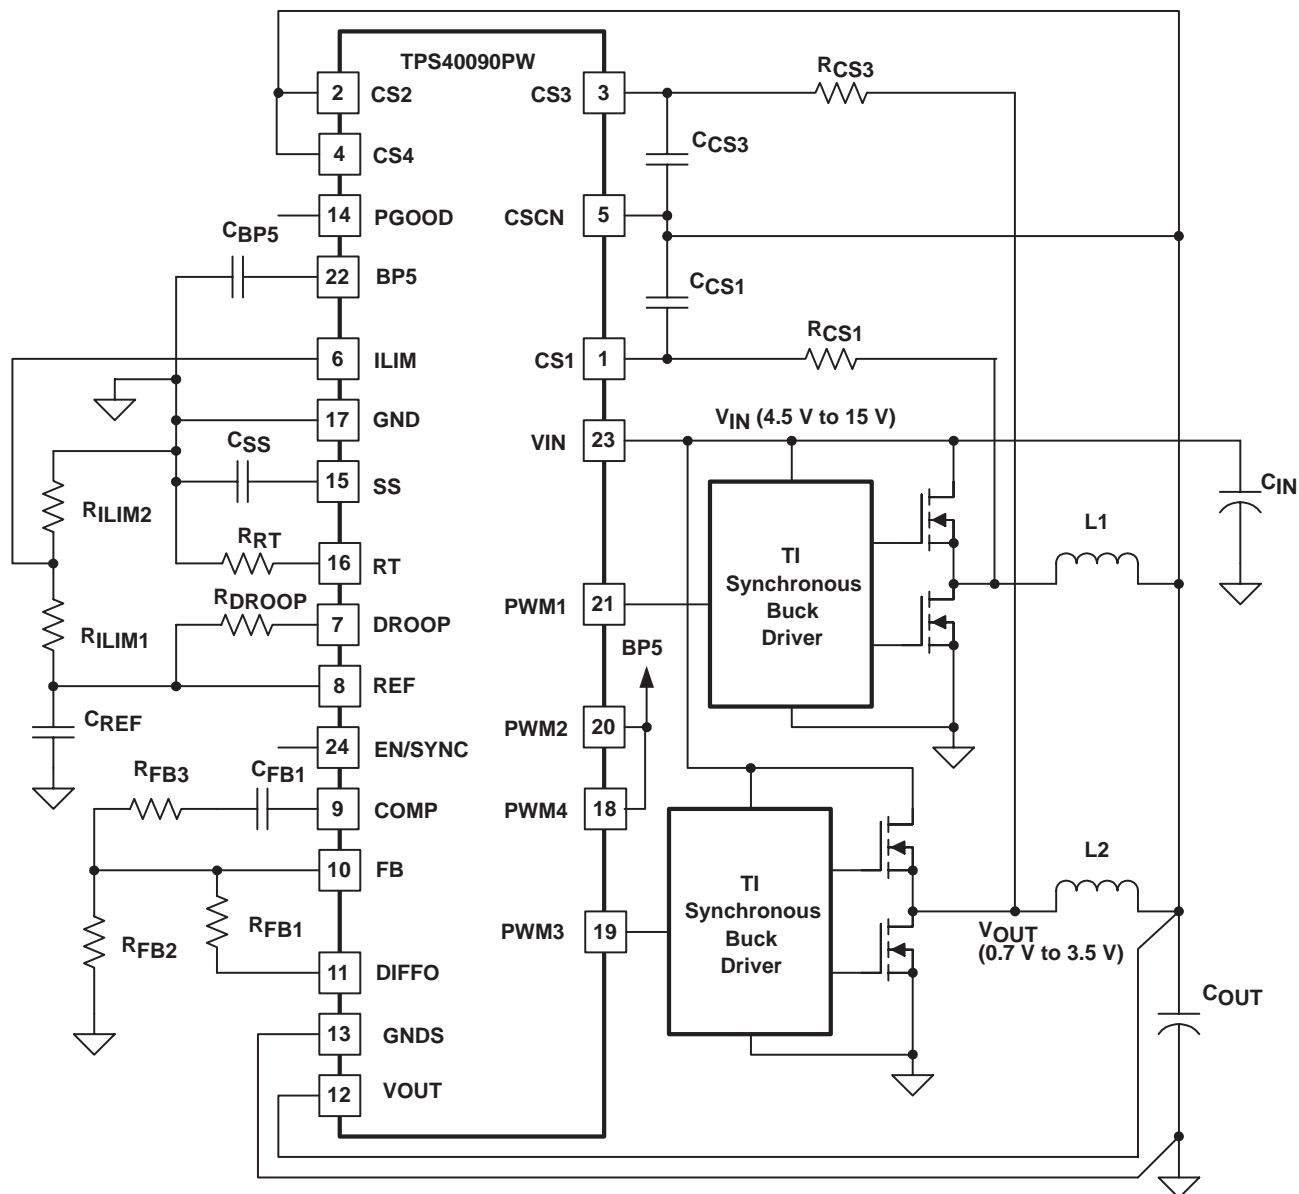 TPS40090PW
2 CS2
CS3 3
RCS3
4 CS4
CCS3
14 PGOOD
CSCN 5
CBP5
22 BP5
CCS1
RCS1
6 ILIM
CS1 1
17 GND
VIN 23
VIN (4.5 V to 15 V)
CSS
15 SS
CIN
RILIM2
L1
RRT
16 RT
TI
Synchronous
Buck
Driver
RDROOP
7 DROOP
PWM1 21
RILIM1
BP5
8 REF
CREF
PWM2 20
24 EN/SYNC
RFB3
CFB1
9 COMP
PWM4 18
10 FB
L2
TI
Synchronous
Buck
Driver
RFB1
RFB2
PWM3 19
VOUT
(0.7 V to 3.5 V)
11 DIFFO
COUT
13 GNDS
12 VOUT